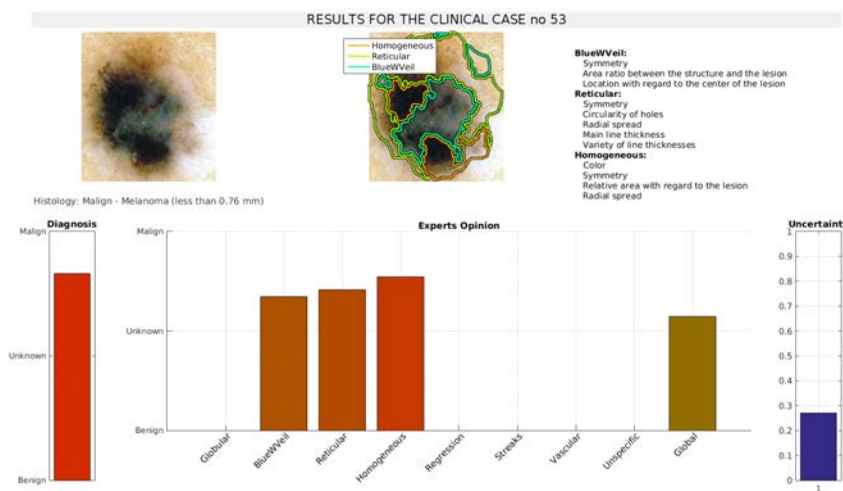 RESULTS FOR THE CLINICAL CASE no 53
Homogeneous
Reticular
BlueWVeil
BlueWVeil:
Symmetry
Area ratio between the structure and the lesion
Location with regard to the center of the lesion
Reticular:
Symmetry
Circularity of holes
Radial spread
Main line thickness
Variety of line thicknesses
Homogeneous:
Color
Symmetry
Relative area with regard to the lesion
Radial spread
Histology: Malign - Melanoma (less than 0.76 mm)
Diagnosis
Malign
Unknown
Benign
Experts Opinion
Malign
Unknown
Benign
Globular
BlueWVeil
Reticular
Homogeneous
Regression
Streaks
Vascular
Unspecific
Global
Uncertaint
1
0.9
0.8
0.7
0.6
0.5
0.4
0.3
0.2
0.1
0
1